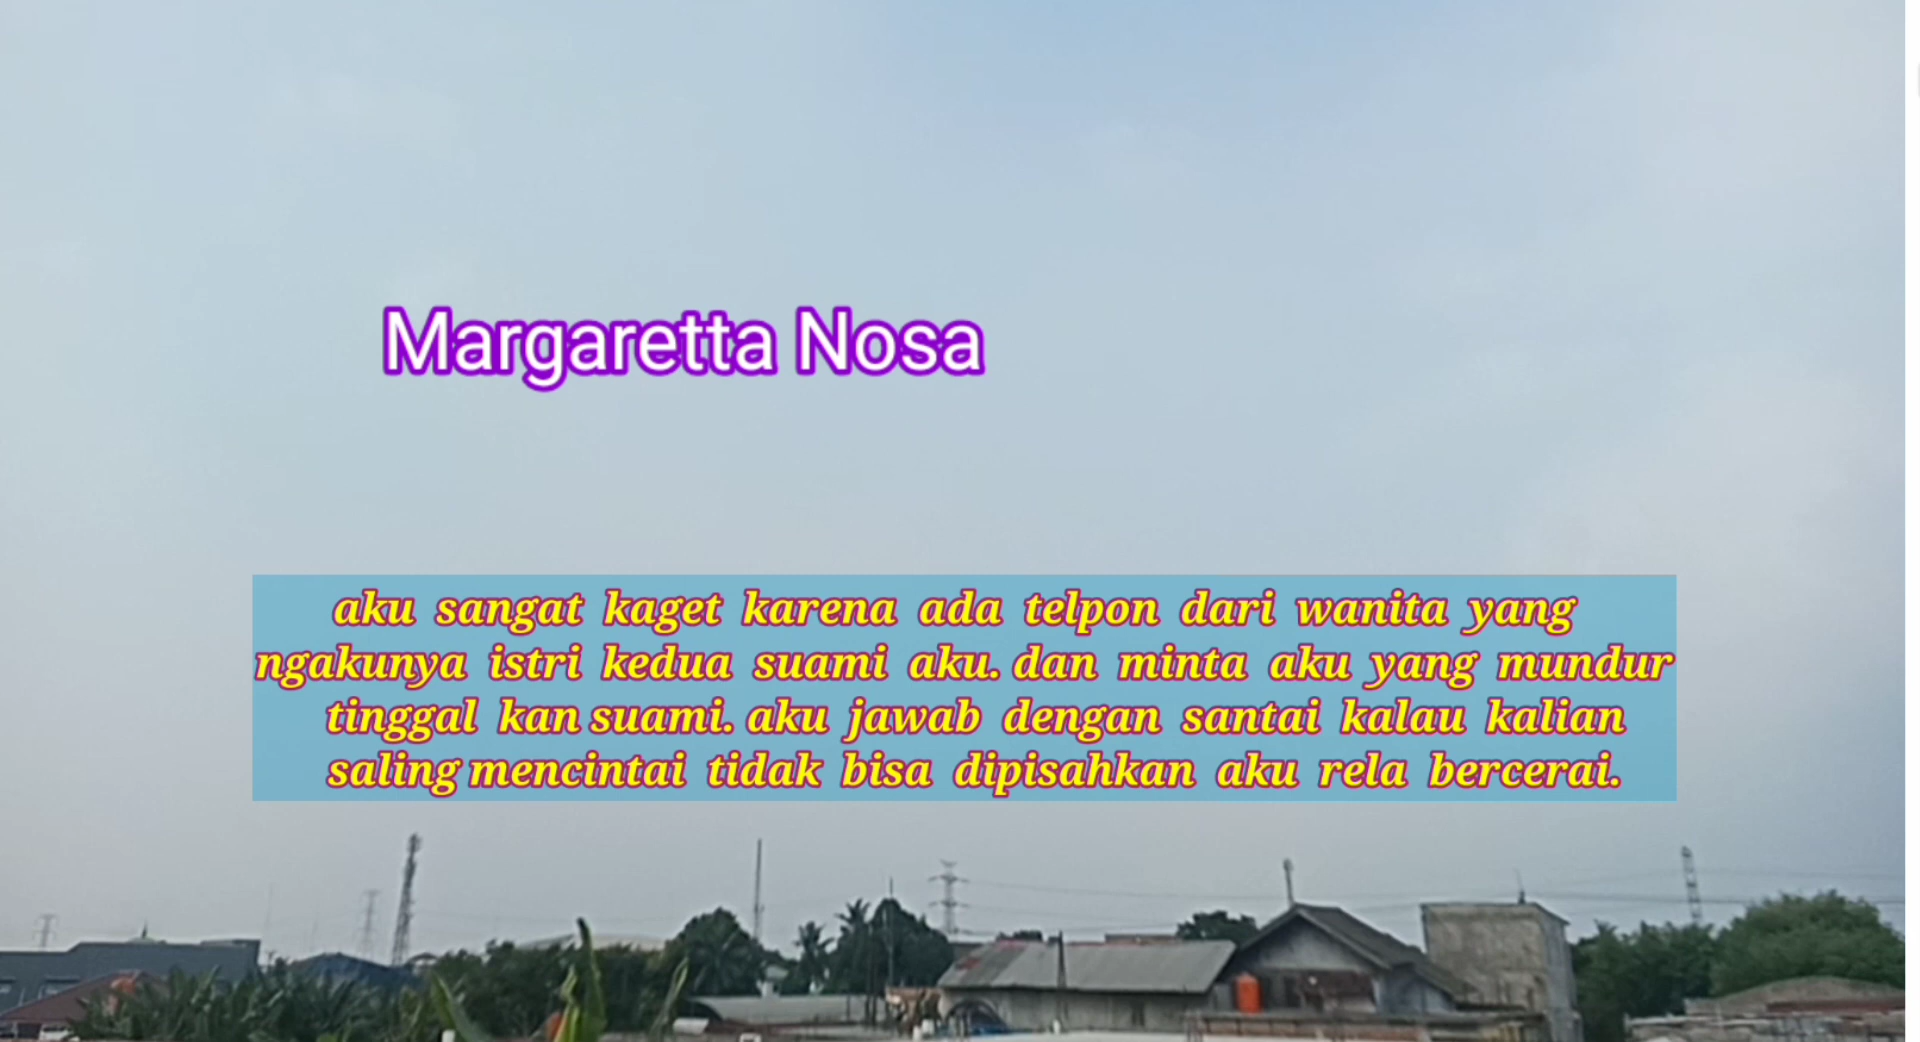 Margaretta Nosa
aku sangat kaget karena ada telpon dari wanita yang
ngakunya istri kedua suami aku. dan minta aku yang mundur
tinggal kan suami. aku jawab dengan santai kalau kalian
saling mencintai tidak bisa dipisahkan aku rela bercerai.